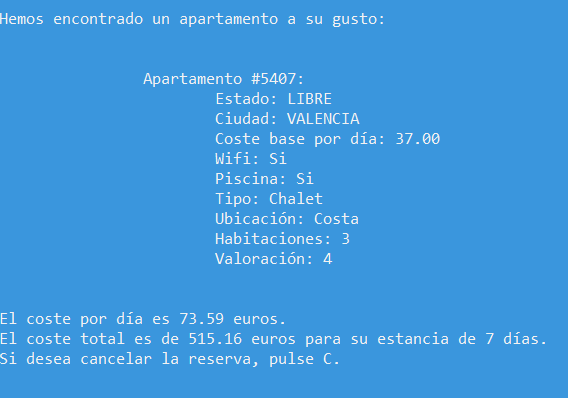 Hemos encontrado un apartamento a su gusto:
Apartamento #5407:
Estado: LIBRE
Ciudad: VALENCIA
Coste base por día: 37.00
Wifi: Si
Piscina: Si
Tipo: Chalet
Ubicación: Costa
Habitaciones: 3
Valoración: 4
El coste por día es 73.59 euros.
El coste total es de 515.16 euros para su estancia de 7 días.
Si desea cancelar la reserva, pulse C.